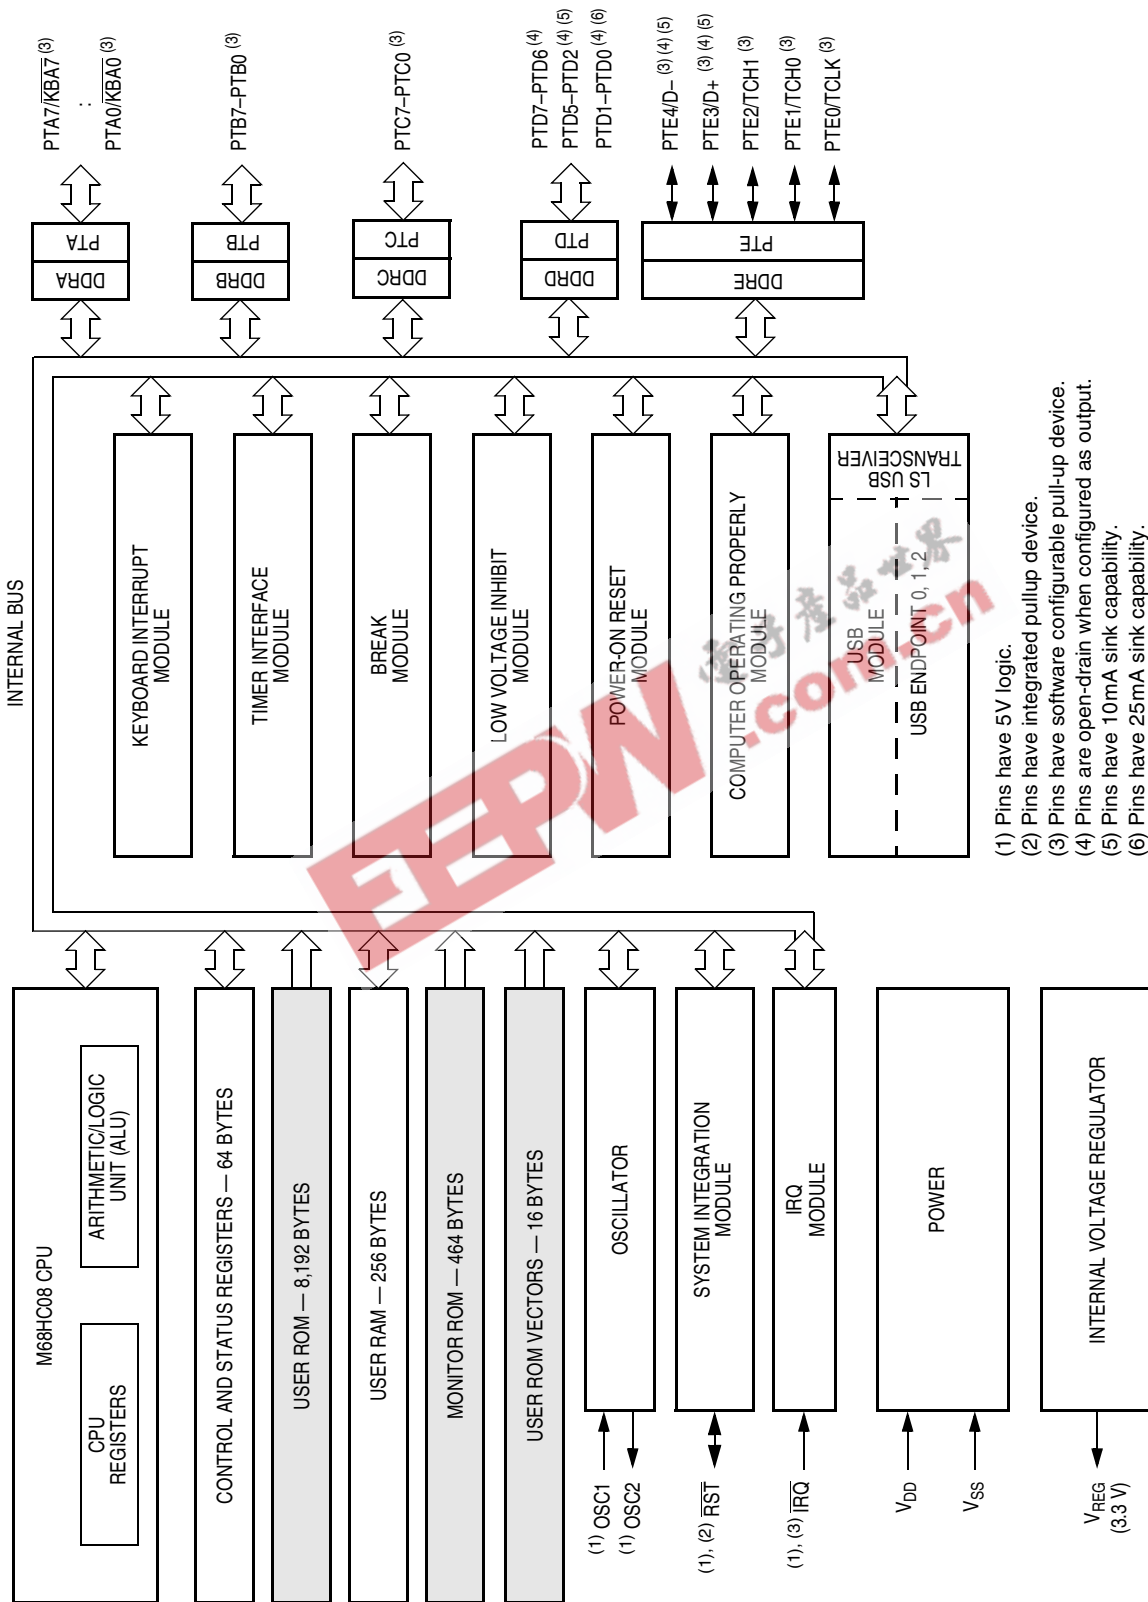 INTERNAL BUS
M68HC08 CPU
CPU
REGISTERS
ARITHMETIC/LOGIC
UNIT (ALU)
CONTROL AND STATUS REGISTERS — 64 BYTES
USER ROM — 8,192 BYTES
USER RAM — 256 BYTES
MONITOR ROM — 464 BYTES
USER ROM VECTORS — 16 BYTES
(1) OSC1
(1) OSC2
OSCILLATOR
(1), (2) RST
SYSTEM INTEGRATION
MODULE
(1), (3) IRQ
IRQ
MODULE
VDD
VSS
POWER
VREG
(3.3 V)
INTERNAL VOLTAGE REGULATOR
KEYBOARD INTERRUPT
MODULE
TIMER INTERFACE
MODULE
BREAK
MODULE
LOW VOLTAGE INHIBIT
MODULE
POWER-ON RESET
MODULE
COMPUTER OPERATING PROPERLY
MODULE
USB
MODULE
USB ENDPOINT 0, 1, 2
LS USB
TRANSCEIVER
DDRA
PTA
PTA7/KBA7 (3)
:
PTA0/KBA0 (3)
DDRB
PTB
PTB7–PTB0 (3)
DDRC
PTC
PTC7–PTC0 (3)
DDRD
PTD
PTD7–PTD6 (4)
PTD5–PTD2 (4) (5)
PTD1–PTD0 (4) (6)
DDRE
PTE
PTE4/D– (3) (4) (5)
PTE3/D+ (3) (4) (5)
PTE2/TCH1 (3)
PTE1/TCH0 (3)
PTE0/TCLK (3)
(1) Pins have 5V logic.
(2) Pins have integrated pullup device.
(3) Pins have software configurable pull-up device.
(4) Pins are open-drain when configured as output.
(5) Pins have 10mA sink capability.
(6) Pins have 25mA sink capability.
EEPW.com.cn
電子產品世界